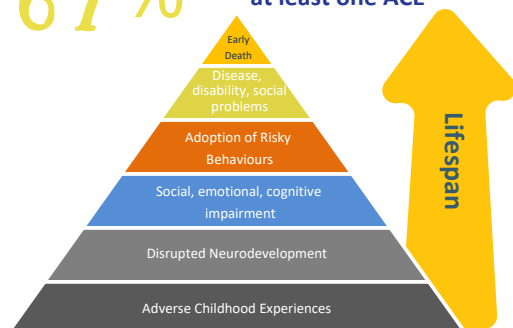 67%
at least one ACE
Early
Death
Disease,
disability, social
problems
Adoption of Risky
Behaviours
Social, emotional, cognitive
impairment
Disrupted Neurodevelopment
Adverse Childhood Experiences
Lifespan